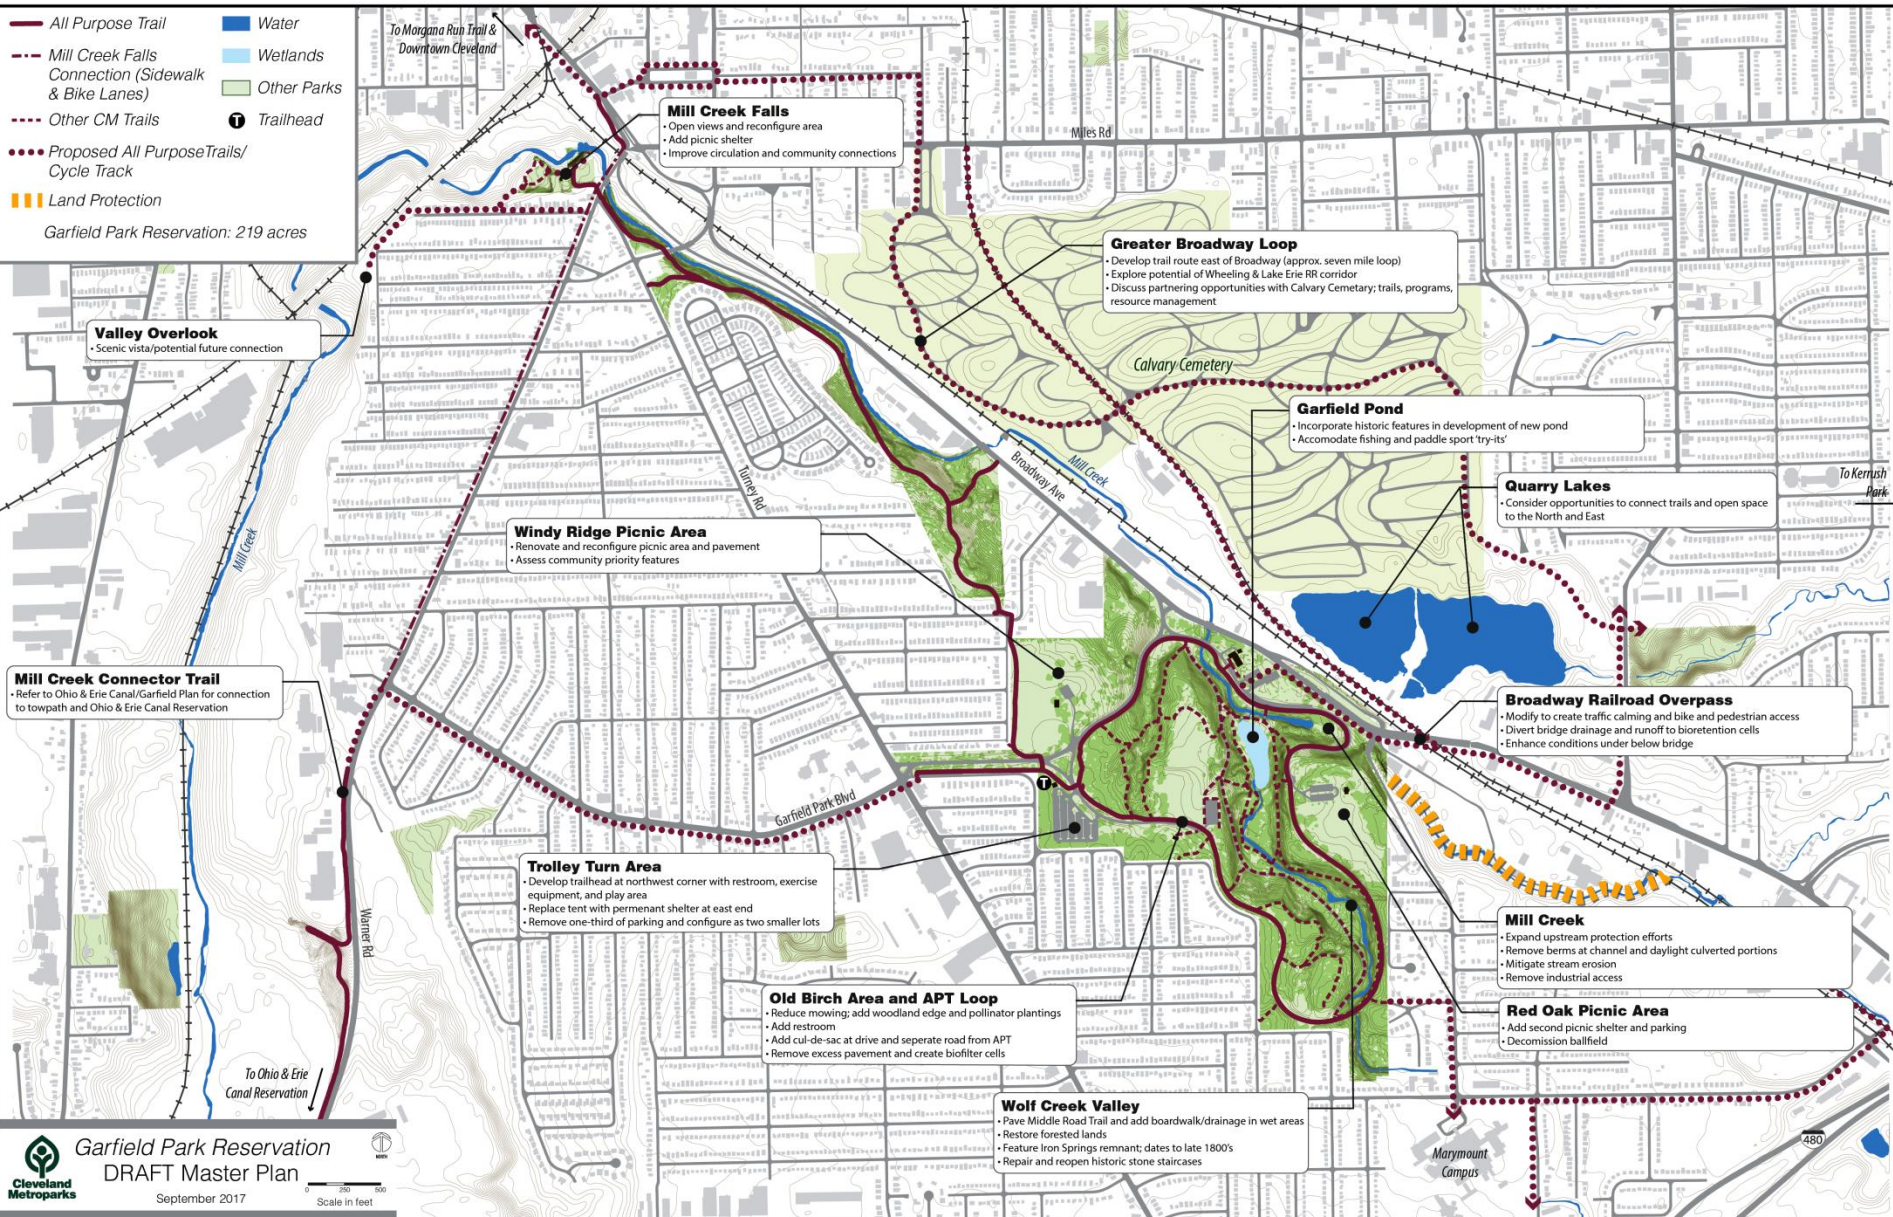 All Purpose Trail
Mill Creek Falls
Connection (Sidewalk
& Bike Lanes)
Other CM Trails
Proposed All PurposeTrails/
Cycle Track
Land Protection
Water
Wetlands
Other Parks
T Trailhead
Garfield Park Reservation: 219 acres
To Morgana Run Trail &
Downtown Cleveland
Mill Creek Falls
• Open views and reconfigure area
• Add picnic shelter
• Improve circulation and community connections
Miles Rd
Greater Broadway Loop
• Develop trail route east of Broadway (approx. seven mile loop)
• Explore potential of Wheeling & Lake Erie RR corridor
• Discuss partnering opportunities with Calvary Cemetary; trails, programs,
resource management
Valley Overlook
• Scenic vista/potential future connection
Calvary Cemetery
Garfield Pond
• Incorporate historic features in development of new pond
• Accomodate fishing and paddle sport 'try-its'
Turney Rd
Broadway Ave
Mill Creek
To Kerrush
Park
Quarry Lakes
• Consider opportunities to connect trails and open space
to the North and East
Windy Ridge Picnic Area
• Renovate and reconfigure picnic area and pavement
• Assess community priority features
Mill Creek
Mill Creek Connector Trail
• Refer to Ohio & Erie Canal/Garfield Plan for connection
to towpath and Ohio & Erie Canal Reservation
Broadway Railroad Overpass
• Modify to create traffic calming and bike and pedestrian access
• Divert bridge drainage and runoff to bioretention cells
• Enhance conditions under below bridge
T
Garfield Park Blvd
Trolley Turn Area
• Develop trailhead at northwest corner with restroom, exercise
equipment, and play area
• Replace tent with permenant shelter at east end
• Remove one-third of parking and configure as two smaller lots
Warner Rd
Mill Creek
• Expand upstream protection efforts
• Remove berms at channel and daylight culverted portions
• Mitigate stream erosion
• Remove industrial access
Old Birch Area and APT Loop
• Reduce mowing; add woodland edge and pollinator plantings
• Add restroom
• Add cul-de-sac at drive and seperate road from APT
• Remove excess pavement and create biofilter cells
Red Oak Picnic Area
• Add second picnic shelter and parking
• Decomission ballfield
To Ohio & Erie
Canal Reservation
Wolf Creek Valley
• Pave Middle Road Trail and add boardwalk/drainage in wet areas
• Restore forested lands
• Feature Iron Springs remnant; dates to late 1800's
• Repair and reopen historic stone staircases
Marymount
Campus
480
Cleveland
Metroparks
Garfield Park Reservation
DRAFT Master Plan
September 2017
NORTH
0 250 500
Scale in feet